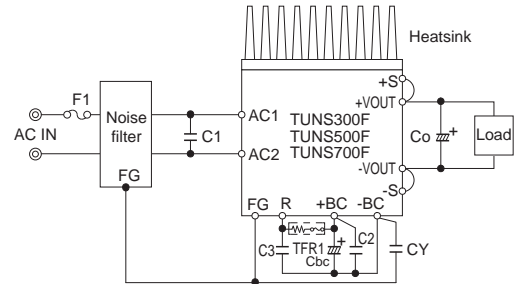 Heatsink
+S
F1
+VOUT
Noise
filter
AC1
TUNS300F
AC IN
C1
TUNS500F
Co
+
Load
AC2
TUNS700F
-VOUT
FG
-S
FG
R
+BC
-BC
C3
TFR1
+
C2
CY
Cbc